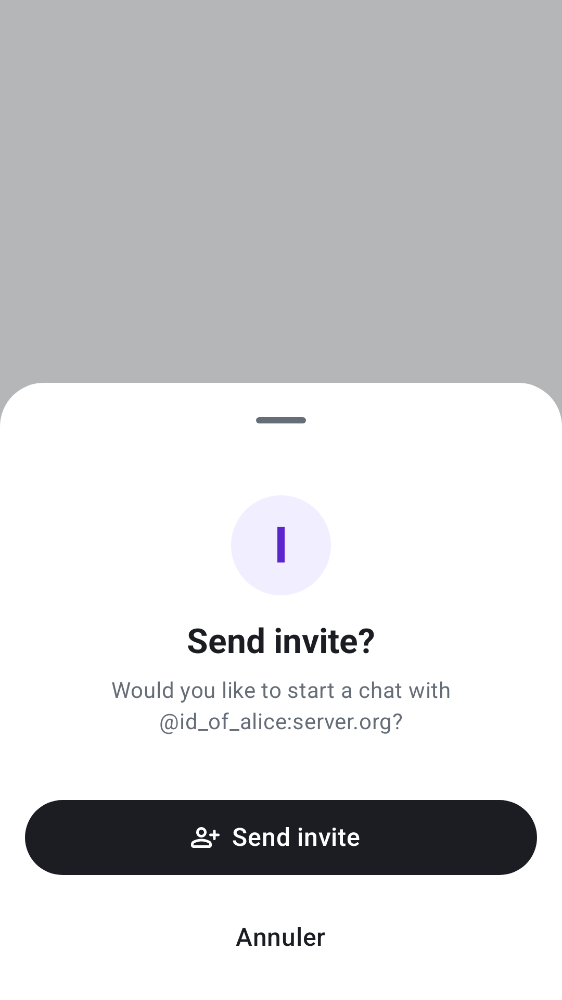 I
Send invite?
Would you like to start a chat with
@id_of_alice:server.org?
Send invite
Annuler